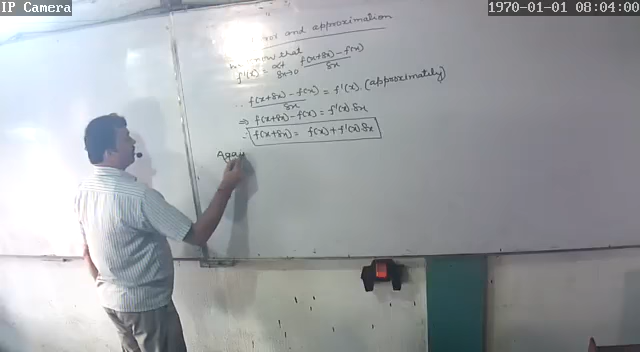 IP Camera
1970-01-01 08:04:00
Error and approximation
know that
f'(x) = lt δx→0 f(x+δx) - f(x) / δx
∴ f(x+δx) - f(x) / δx = f'(x). (approximately)
⇒ f(x+δx) - f(x) = f'(x) δx
∴ f(x+δx) = f(x) + f'(x) δx
Again